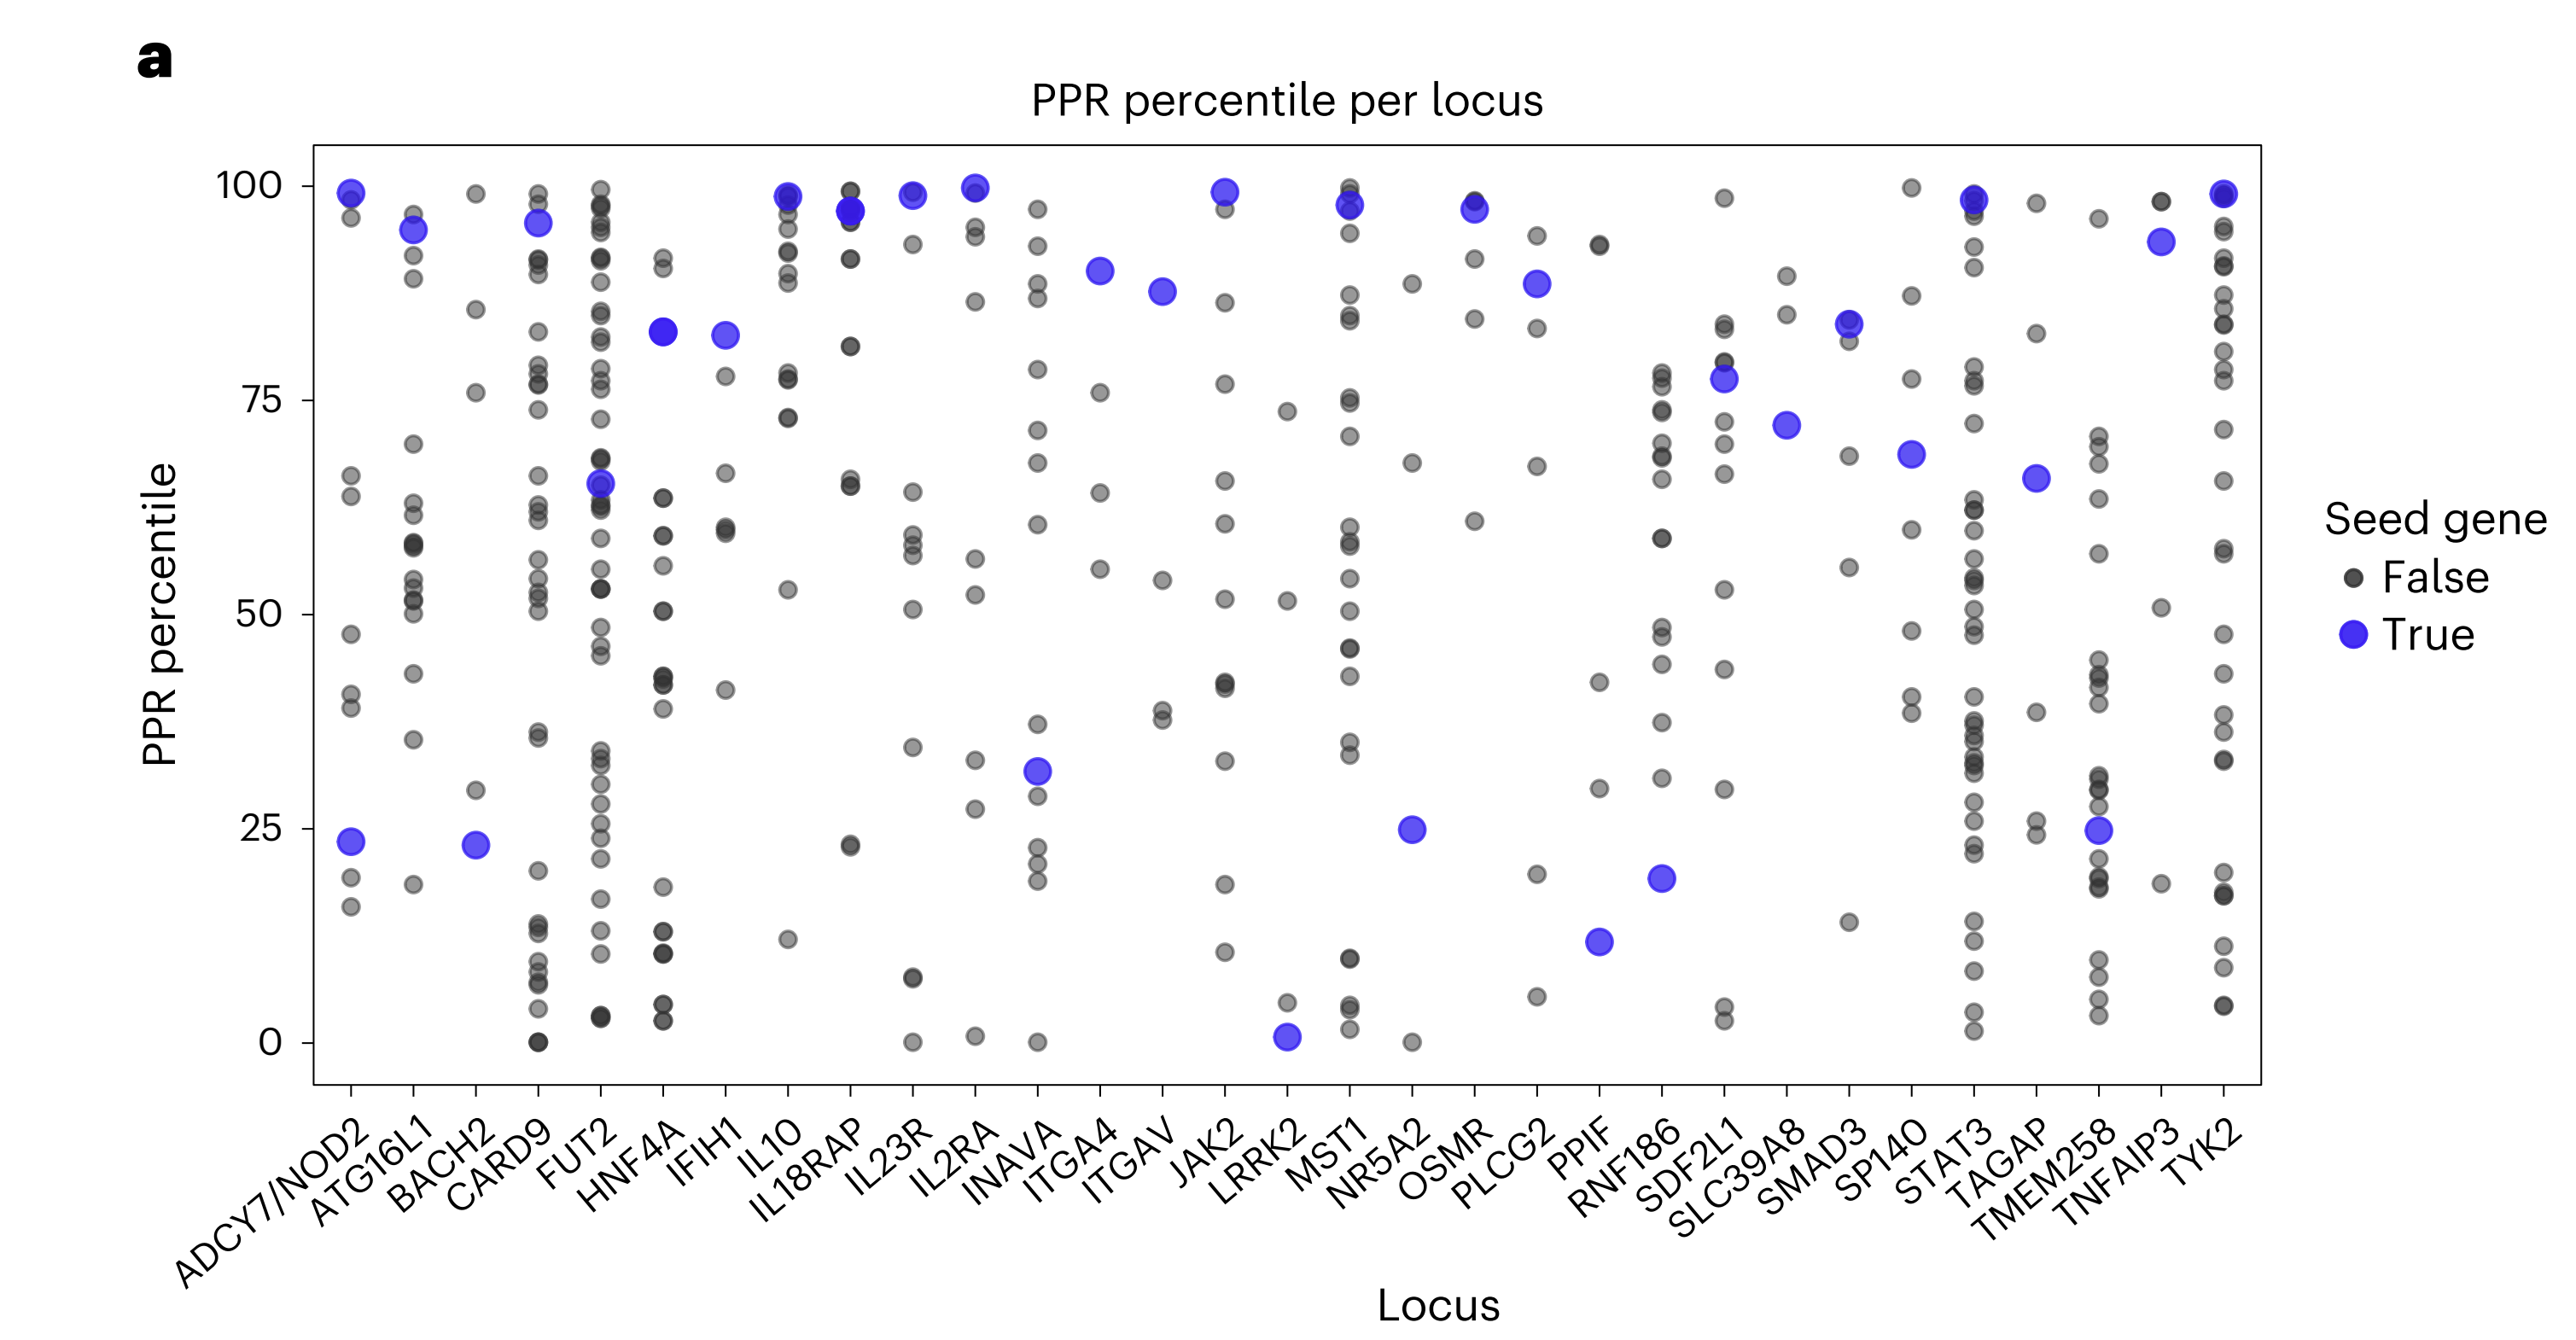 a
PPR percentile per locus
PPR percentile
100
75
50
25
0
ADCY7/NOD2
ATG16L1
BACH2
CARD9
FUT2
HNF4A
IFIH1
IL10
IL18RAP
IL23R
IL2RA
INAVA
ITGA4
ITGAV
JAK2
LRRK2
MST1
NR5A2
OSMR
PLCG2
PPIF
RNF186
SDF2L1
SLC39A8
SMAD3
SP140
STAT3
TAGAP
TMEM258
TNFAIP3
TYK2
Locus
Seed gene
False
True